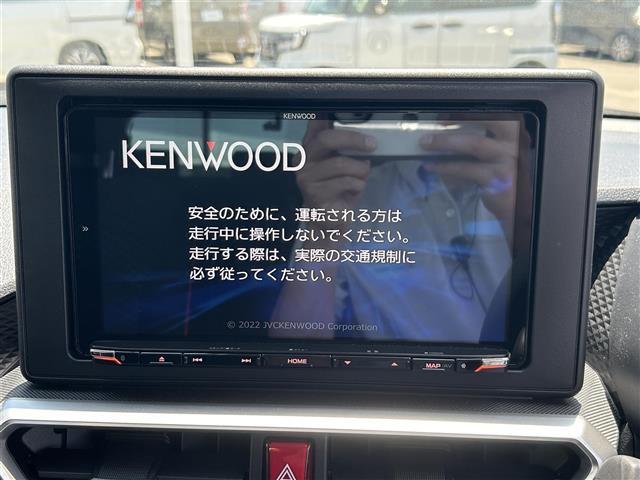 KENWOOD
KENWOOD
安全のために、運転される方は
走行中に操作しないでください。
走行する際は、実際の交通規制に
必ず従ってください。
© 2022 JVCKENWOOD Corporation
HOME
MAP/AV